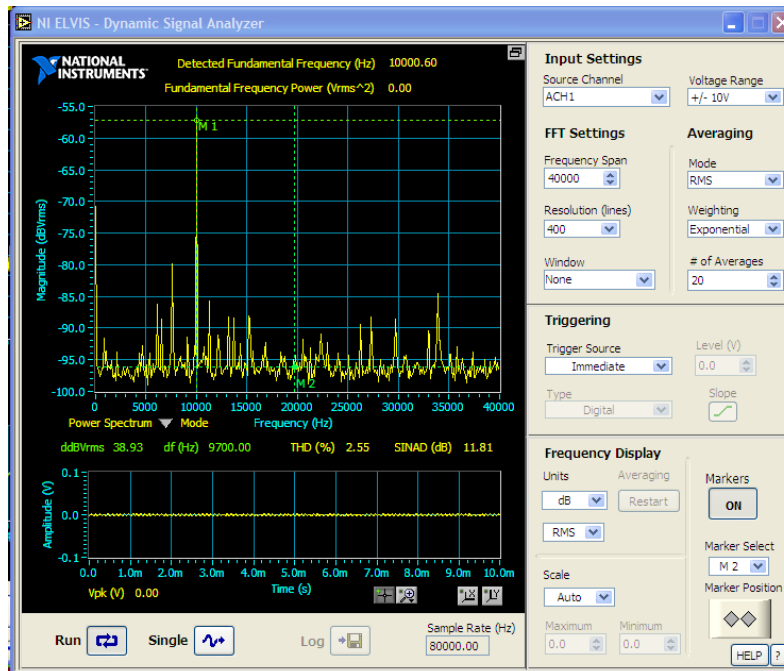 NI ELVIS - Dynamic Signal Analyzer
NATIONAL
INSTRUMENTS
Detected Fundamental Frequency (Hz) 10000.60
Fundamental Frequency Power (Vrms^2) 0.00
-55.0
-60.0
-65.0
-70.0
-75.0
-80.0
-85.0
-90.0
-95.0
-100.0
Magnitude (dBVrms)
M 1
M 2
0 5000 10000 15000 20000 25000 30000 35000 40000
Power Spectrum Mode Frequency (Hz)
ddBVrms 38.93 df (Hz) 9700.00 THD (%) 2.55 SINAD (dB) 11.81
0.1
0.0
-0.1
Amplitude (V)
0.0 1.0m 2.0m 3.0m 4.0m 5.0m 6.0m 7.0m 8.0m 9.0m 10.0m
Time (s)
Vpk (V) 0.00
Run Single Log
Sample Rate (Hz)
80000.00
Input Settings
Source Channel Voltage Range
ACH1 +/- 10V
FFT Settings Averaging
Frequency Span Mode
40000 RMS
Resolution (lines) Weighting
400 Exponential
Window # of Averages
None 20
Triggering
Trigger Source Level (V)
Immediate 0.0
Type Slope
Digital
Frequency Display
Units Averaging Markers
dB Restart ON
RMS
Marker Select
M 2
Scale Marker Position
Auto
Maximum Minimum
0.0 0.0
HELP ?